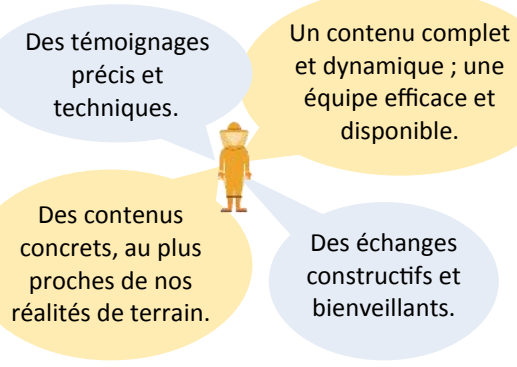 Des témoignages
précis et
techniques.
Un contenu complet
et dynamique ; une
équipe efficace et
disponible.
Des contenus
concrets, au plus
proches de nos
réalités de terrain.
Des échanges
constructifs et
bienveillants.